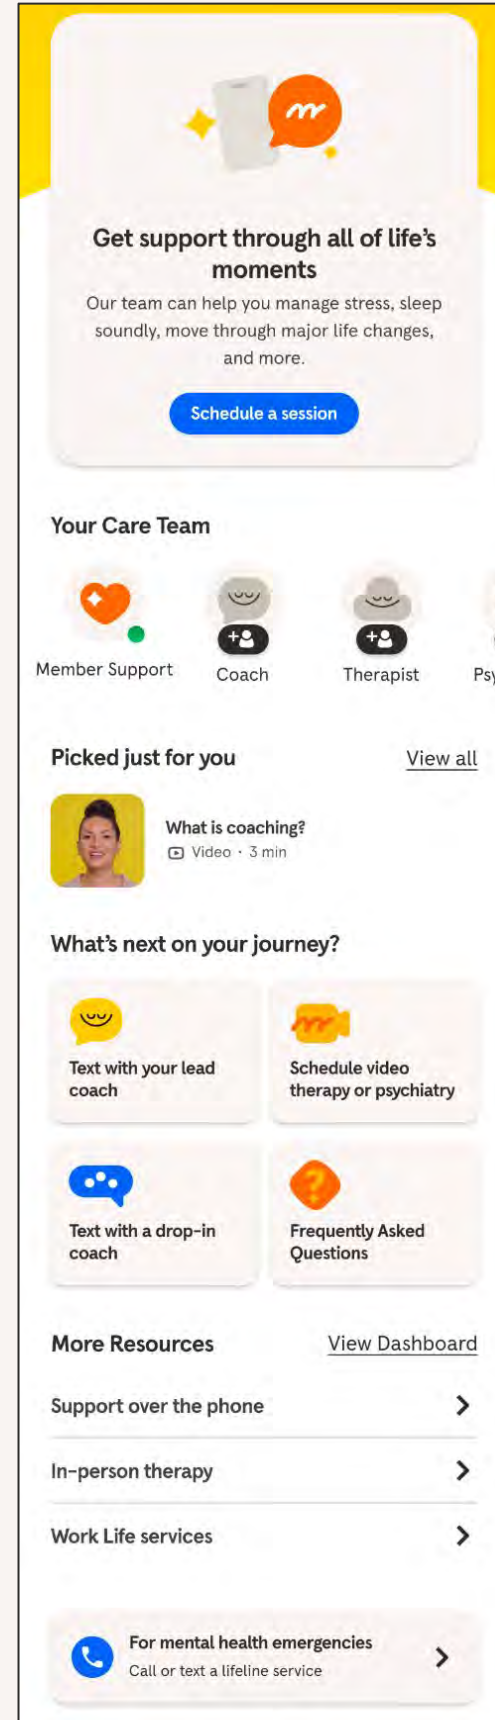 Get support through all of life's
moments
Our team can help you manage stress, sleep
soundly, move through major life changes,
and more.
Schedule a session
Your Care Team
Member Support
Coach
Therapist
Psy
Picked just for you
View all
What is coaching?
Video · 3 min
What's next on your journey?
Text with your lead
coach
Schedule video
therapy or psychiatry
Text with a drop-in
coach
Frequently Asked
Questions
More Resources
View Dashboard
Support over the phone
In-person therapy
Work Life services
For mental health emergencies
Call or text a lifeline service